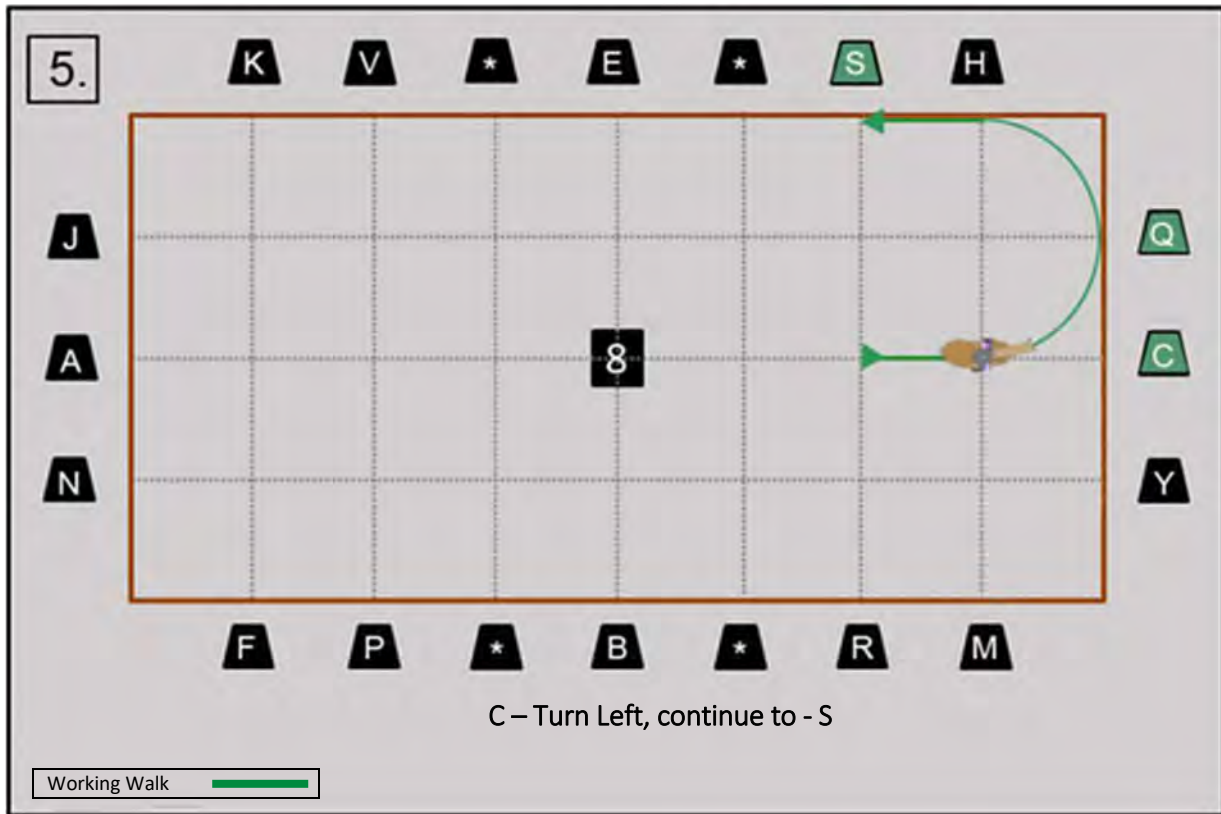 5.
K V * E * S H
J Q
A 8 C
N Y
F P * B * R M
C – Turn Left, continue to - S
Working Walk